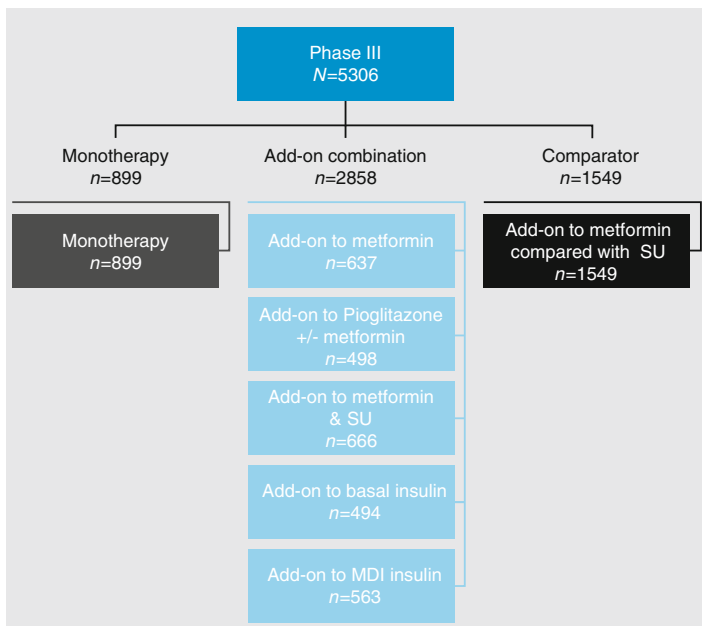 Phase III
N=5306
Monotherapy
n=899
Add-on combination
n=2858
Comparator
n=1549
Monotherapy
n=899
Add-on to metformin
n=637
Add-on to Pioglitazone
+/- metformin
n=498
Add-on to metformin
& SU
n=666
Add-on to basal insulin
n=494
Add-on to MDI insulin
n=563
Add-on to metformin
compared with SU
n=1549